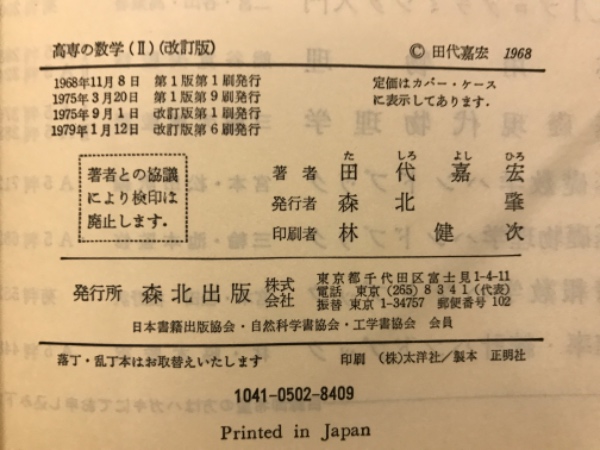 高専の数学(Ⅱ)(改訂版)
© 田代嘉宏 1968
1968年11月8日 第1版第1刷発行
1975年3月20日 第1版第9刷発行
1975年9月1日 改訂版第1刷発行
1979年1月12日 改訂版第6刷発行
定価はカバー・ケース
に表示してあります.
著者との協議
により検印は
廃止します.
た しろ よし ひろ
著者 田代嘉宏
発行者 森北肇
印刷者 林健次
発行所 森北出版 株式会社
東京都千代田区富士見1-4-11
電話 東京(265)8341(代表)
振替 東京1-34757 郵便番号102
日本書籍出版協会・自然科学書協会・工学書協会 会員
落丁・乱丁本はお取替えいたします
印刷 (株)太洋社/製本 正明社
1041-0502-8409
Printed in Japan